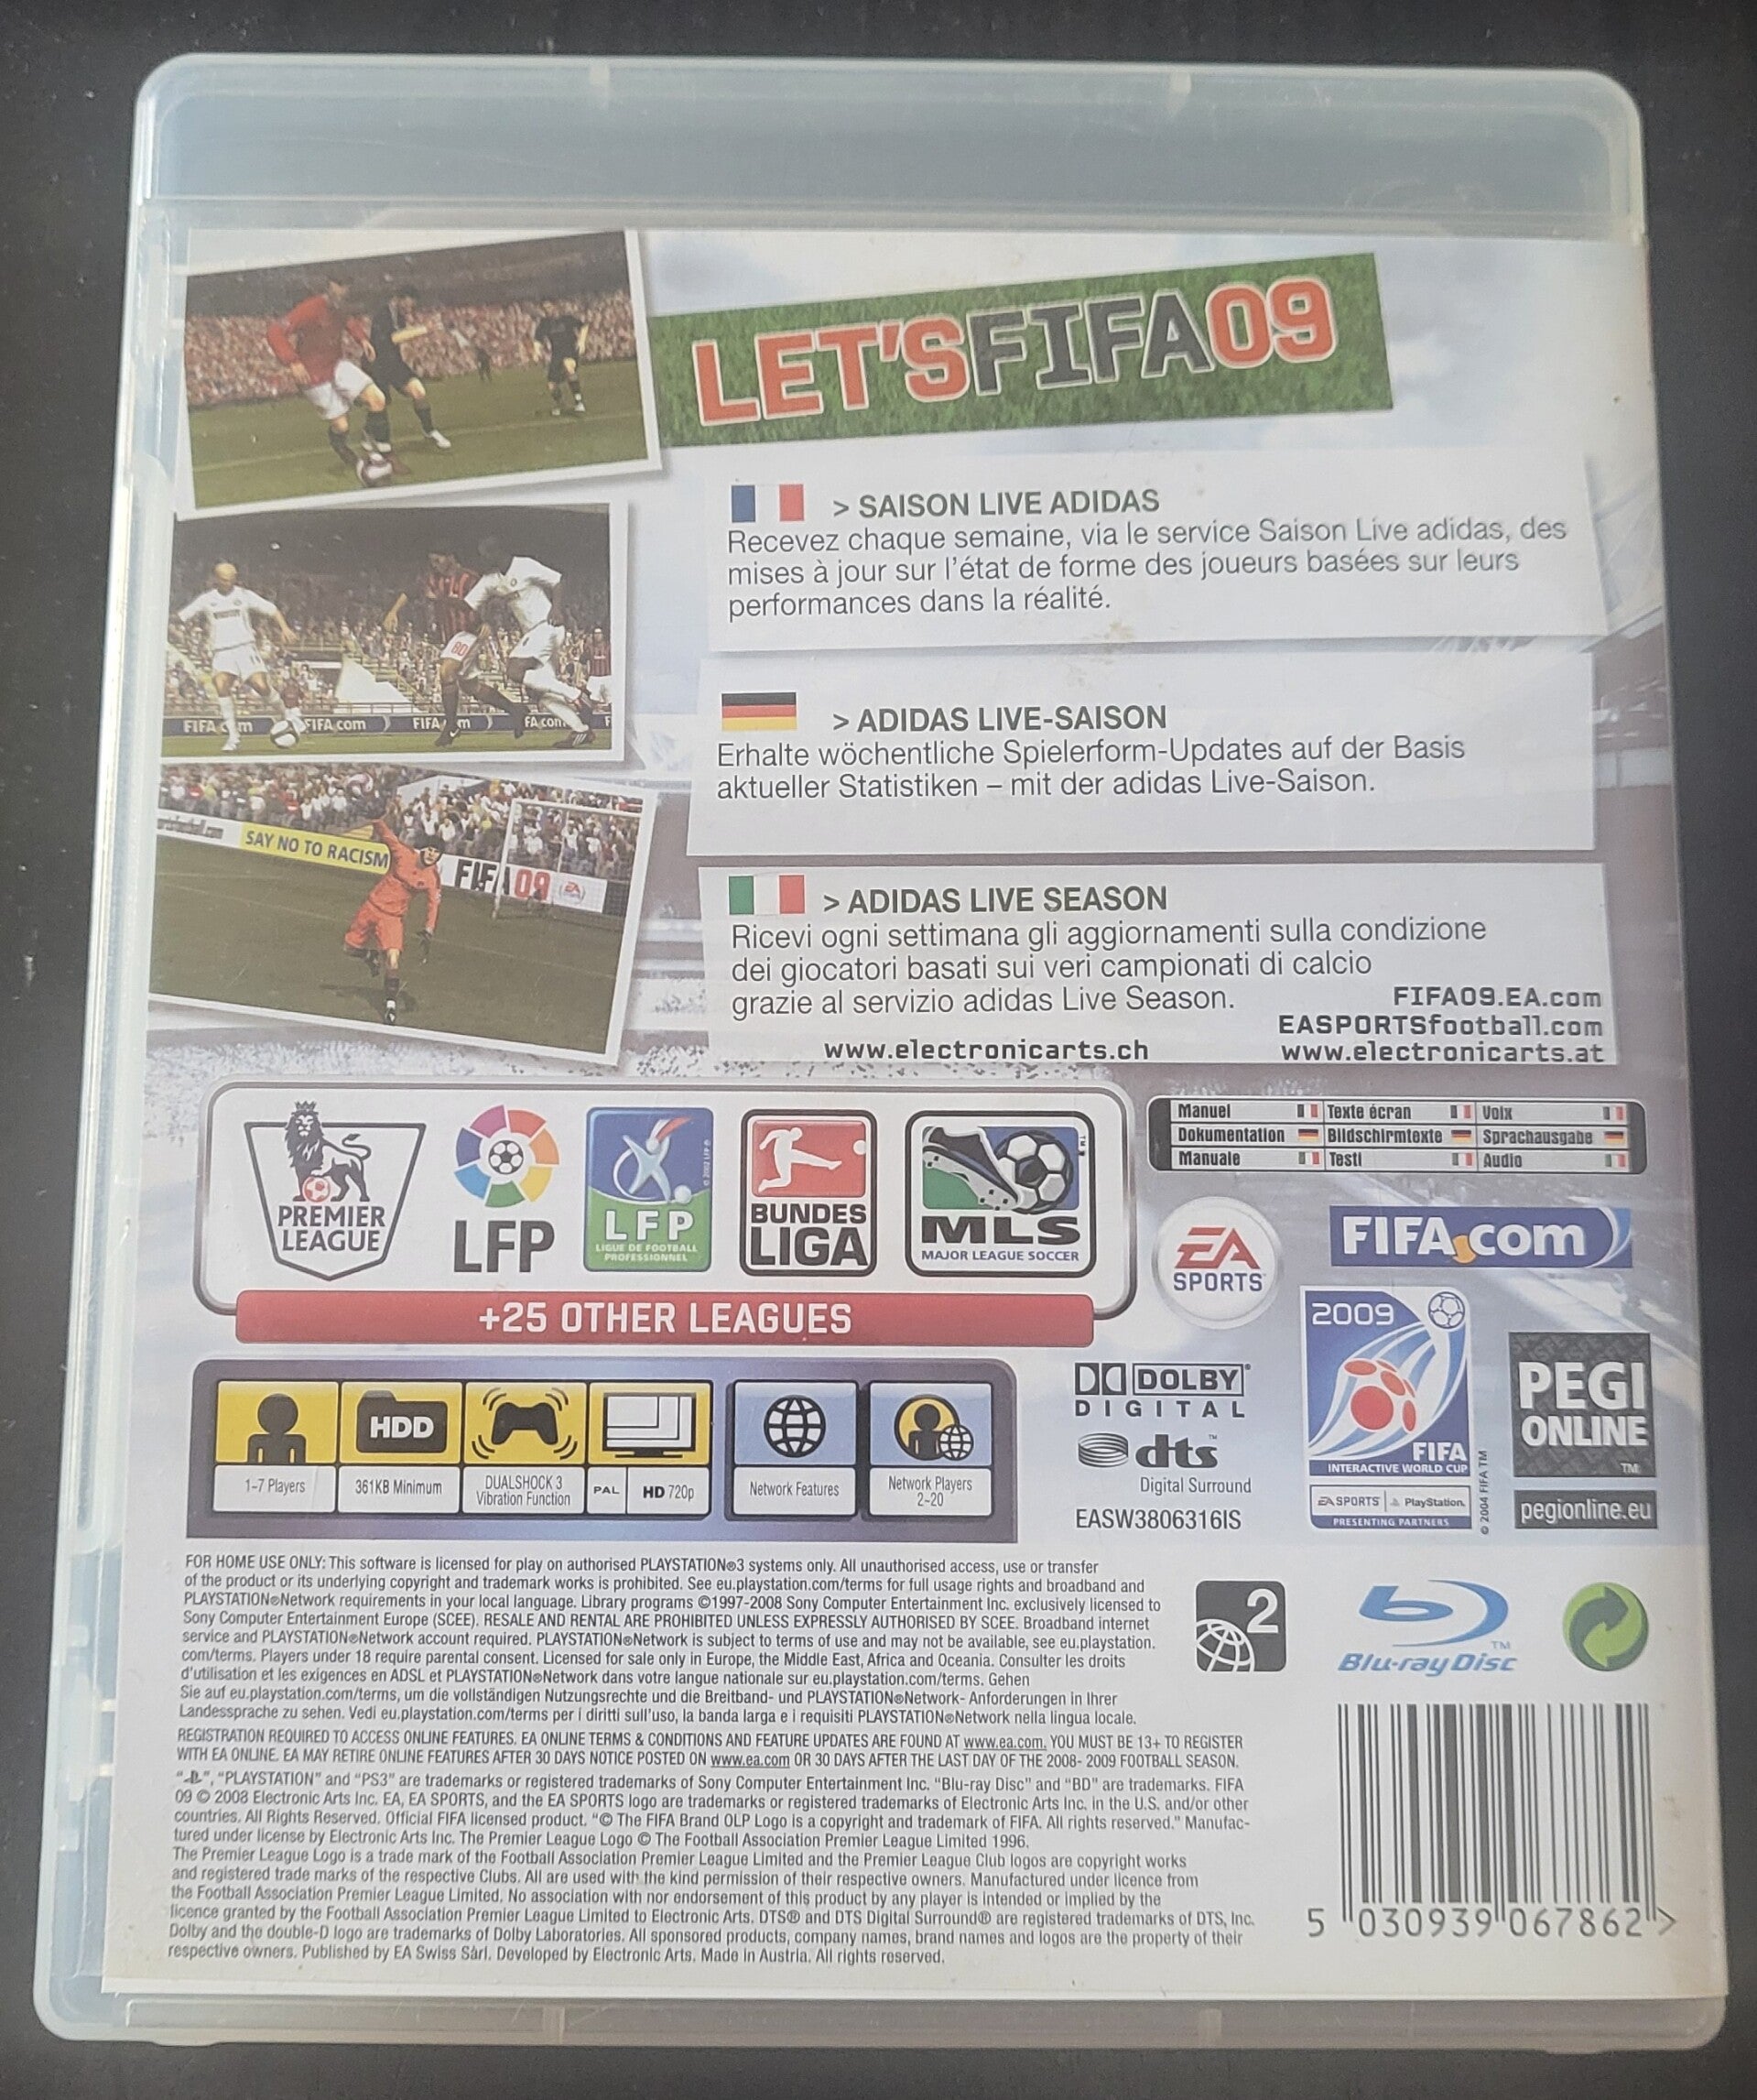 LET'S FIFA 09
> SAISON LIVE ADIDAS
Recevez chaque semaine, via le service Saison Live adidas, des
mises à jour sur l'état de forme des joueurs basées sur leurs
performances dans la réalité.
80
FIFA.com FIFA.com FIFA
> ADIDAS LIVE-SAISON
Erhalte wöchentliche Spielerform-Updates auf der Basis
aktueller Statistiken – mit der adidas Live-Saison.
SAY NO TO RACISM
FIFA 09
> ADIDAS LIVE SEASON
Ricevi ogni settimana gli aggiornamenti sulla condizione
dei giocatori basati sui veri campionati di calcio
grazie al servizio adidas Live Season.
FIFA09.EA.com
EASPORTSfootball.com
www.electronicarts.ch
www.electronicarts.at
PREMIER
LEAGUE
LFP
LFP
LIGUE DE FOOTBALL
PROFESSIONNEL
© 2002 LFP ®
BUNDES
LIGA
MLS
MAJOR LEAGUE SOCCER
+25 OTHER LEAGUES
Manuel Texte écran Voix
Dokumentation Bildschirmtexte Sprachausgabe
Manuale Testi Audio
EA
SPORTS
FIFA.com
1-7 Players
HDD
361KB Minimum
DUALSHOCK 3
Vibration Function
PAL HD 720p
Network Features
Network Players
2-20
DOLBY
DIGITAL
dts
Digital Surround
EASW3806316IS
2009
FIFA
INTERACTIVE WORLD CUP
EA SPORTS PlayStation.
PRESENTING PARTNERS
© 2004 FIFA TM
PEGI
ONLINE
TM
pegionline.eu
FOR HOME USE ONLY: This software is licensed for play on authorised PLAYSTATION®3 systems only. All unauthorised access, use or transfer
of the product or its underlying copyright and trademark works is prohibited. See eu.playstation.com/terms for full usage rights and broadband and
PLAYSTATION®Network requirements in your local language. Library programs ©1997-2008 Sony Computer Entertainment Inc. exclusively licensed to
Sony Computer Entertainment Europe (SCEE). RESALE AND RENTAL ARE PROHIBITED UNLESS EXPRESSLY AUTHORISED BY SCEE. Broadband internet
service and PLAYSTATION®Network account required. PLAYSTATION®Network is subject to terms of use and may not be available, see eu.playstation.
com/terms. Players under 18 require parental consent. Licensed for sale only in Europe, the Middle East, Africa and Oceania. Consulter les droits
d'utilisation et les exigences en ADSL et PLAYSTATION®Network dans votre langue nationale sur eu.playstation.com/terms. Gehen
Sie auf eu.playstation.com/terms, um die vollständigen Nutzungsrechte und die Breitband- und PLAYSTATION®Network- Anforderungen in Ihrer
Landessprache zu sehen. Vedi eu.playstation.com/terms per i diritti sull'uso, la banda larga e i requisiti PLAYSTATION®Network nella lingua locale.
REGISTRATION REQUIRED TO ACCESS ONLINE FEATURES. EA ONLINE TERMS & CONDITIONS AND FEATURE UPDATES ARE FOUND AT www.ea.com. YOU MUST BE 13+ TO REGISTER
WITH EA ONLINE. EA MAY RETIRE ONLINE FEATURES AFTER 30 DAYS NOTICE POSTED ON www.ea.com OR 30 DAYS AFTER THE LAST DAY OF THE 2008- 2009 FOOTBALL SEASON.
"", "PLAYSTATION" and "PS3" are trademarks or registered trademarks of Sony Computer Entertainment Inc. "Blu-ray Disc" and "BD" are trademarks. FIFA
09 © 2008 Electronic Arts Inc. EA, EA SPORTS, and the EA SPORTS logo are trademarks or registered trademarks of Electronic Arts Inc. in the U.S. and/or other
countries. All Rights Reserved. Official FIFA licensed product. "© The FIFA Brand OLP Logo is a copyright and trademark of FIFA. All rights reserved." Manufac-
tured under license by Electronic Arts Inc. The Premier League Logo © The Football Association Premier League Limited 1996.
The Premier League Logo is a trade mark of the Football Association Premier League Limited and the Premier League Club logos are copyright works
and registered trade marks of the respective Clubs. All are used with the kind permission of their respective owners. Manufactured under licence from
the Football Association Premier League Limited. No association with nor endorsement of this product by any player is intended or implied by the
licence granted by the Football Association Premier League Limited to Electronic Arts. DTS® and DTS Digital Surround® are registered trademarks of DTS, Inc.
Dolby and the double-D logo are trademarks of Dolby Laboratories. All sponsored products, company names, brand names and logos are the property of their
respective owners. Published by EA Swiss Sàrl. Developed by Electronic Arts. Made in Austria. All rights reserved.
2
Blu-ray Disc
TM
5 030939 067862 >